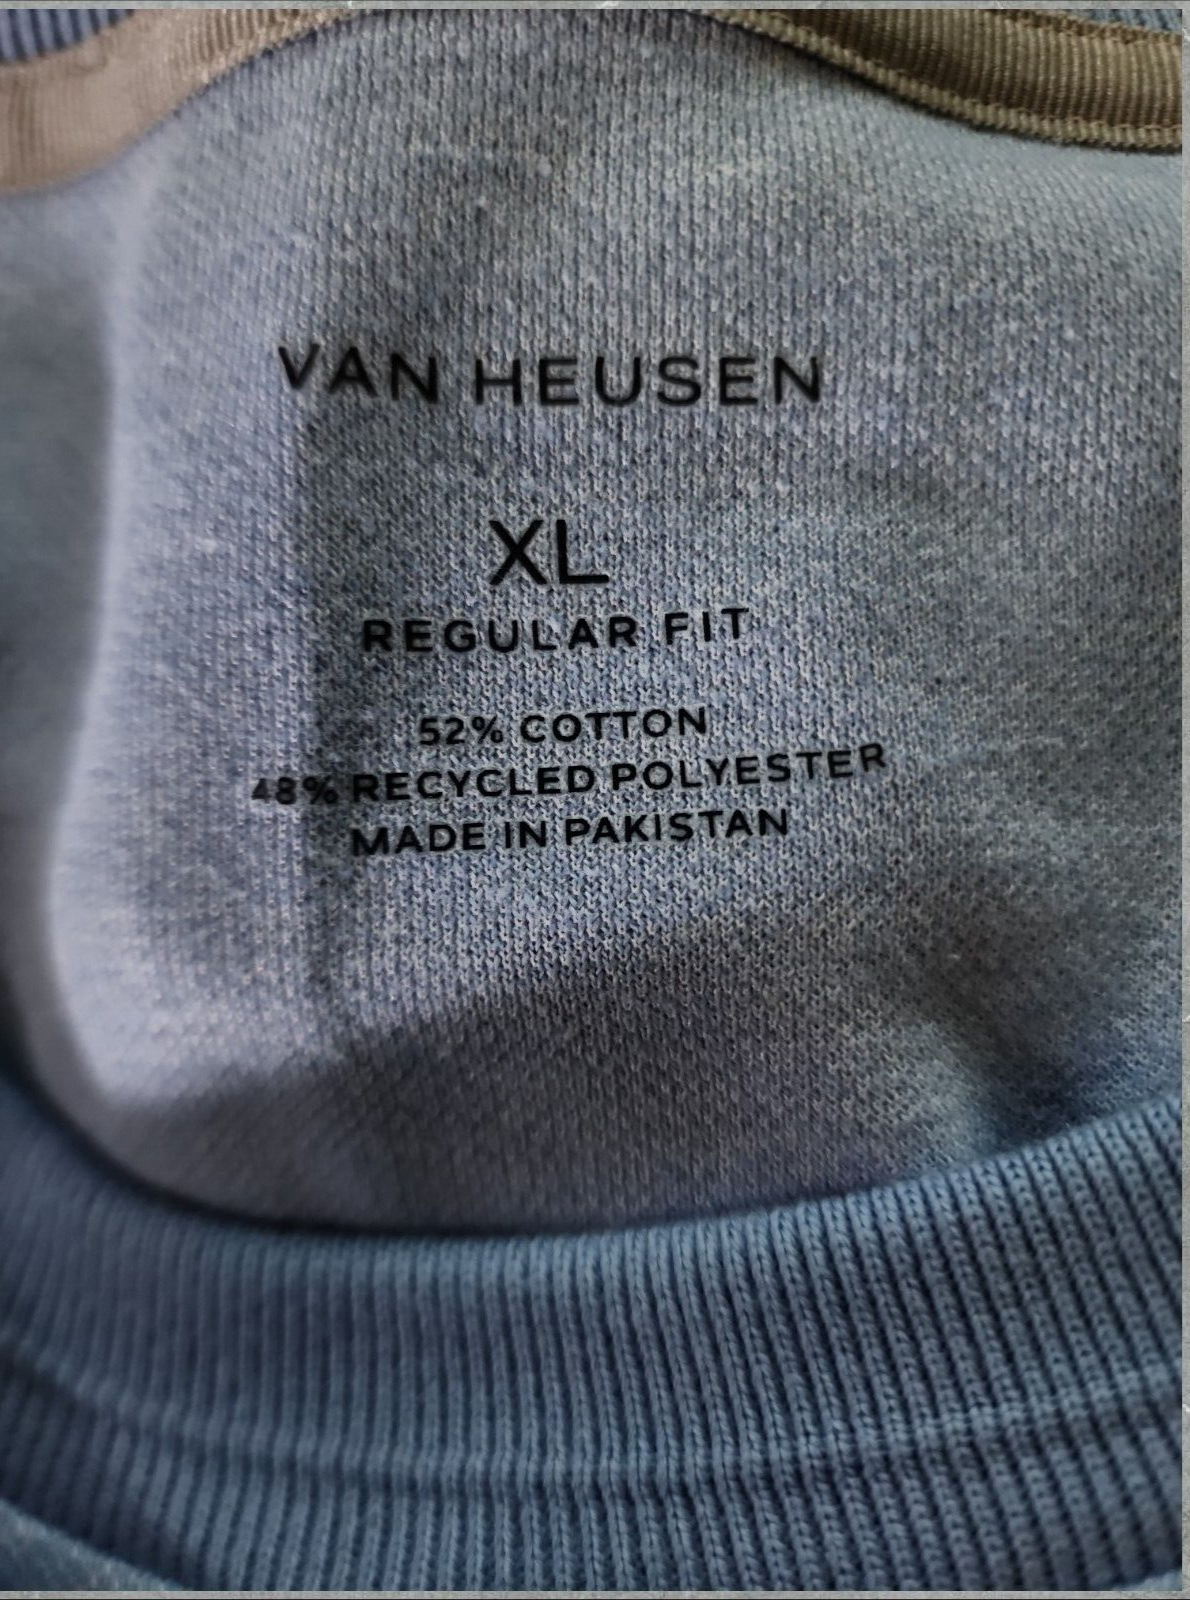 VAN HEUSEN
XL
REGULAR FIT
52% COTTON
48% RECYCLED POLYESTER
MADE IN PAKISTAN